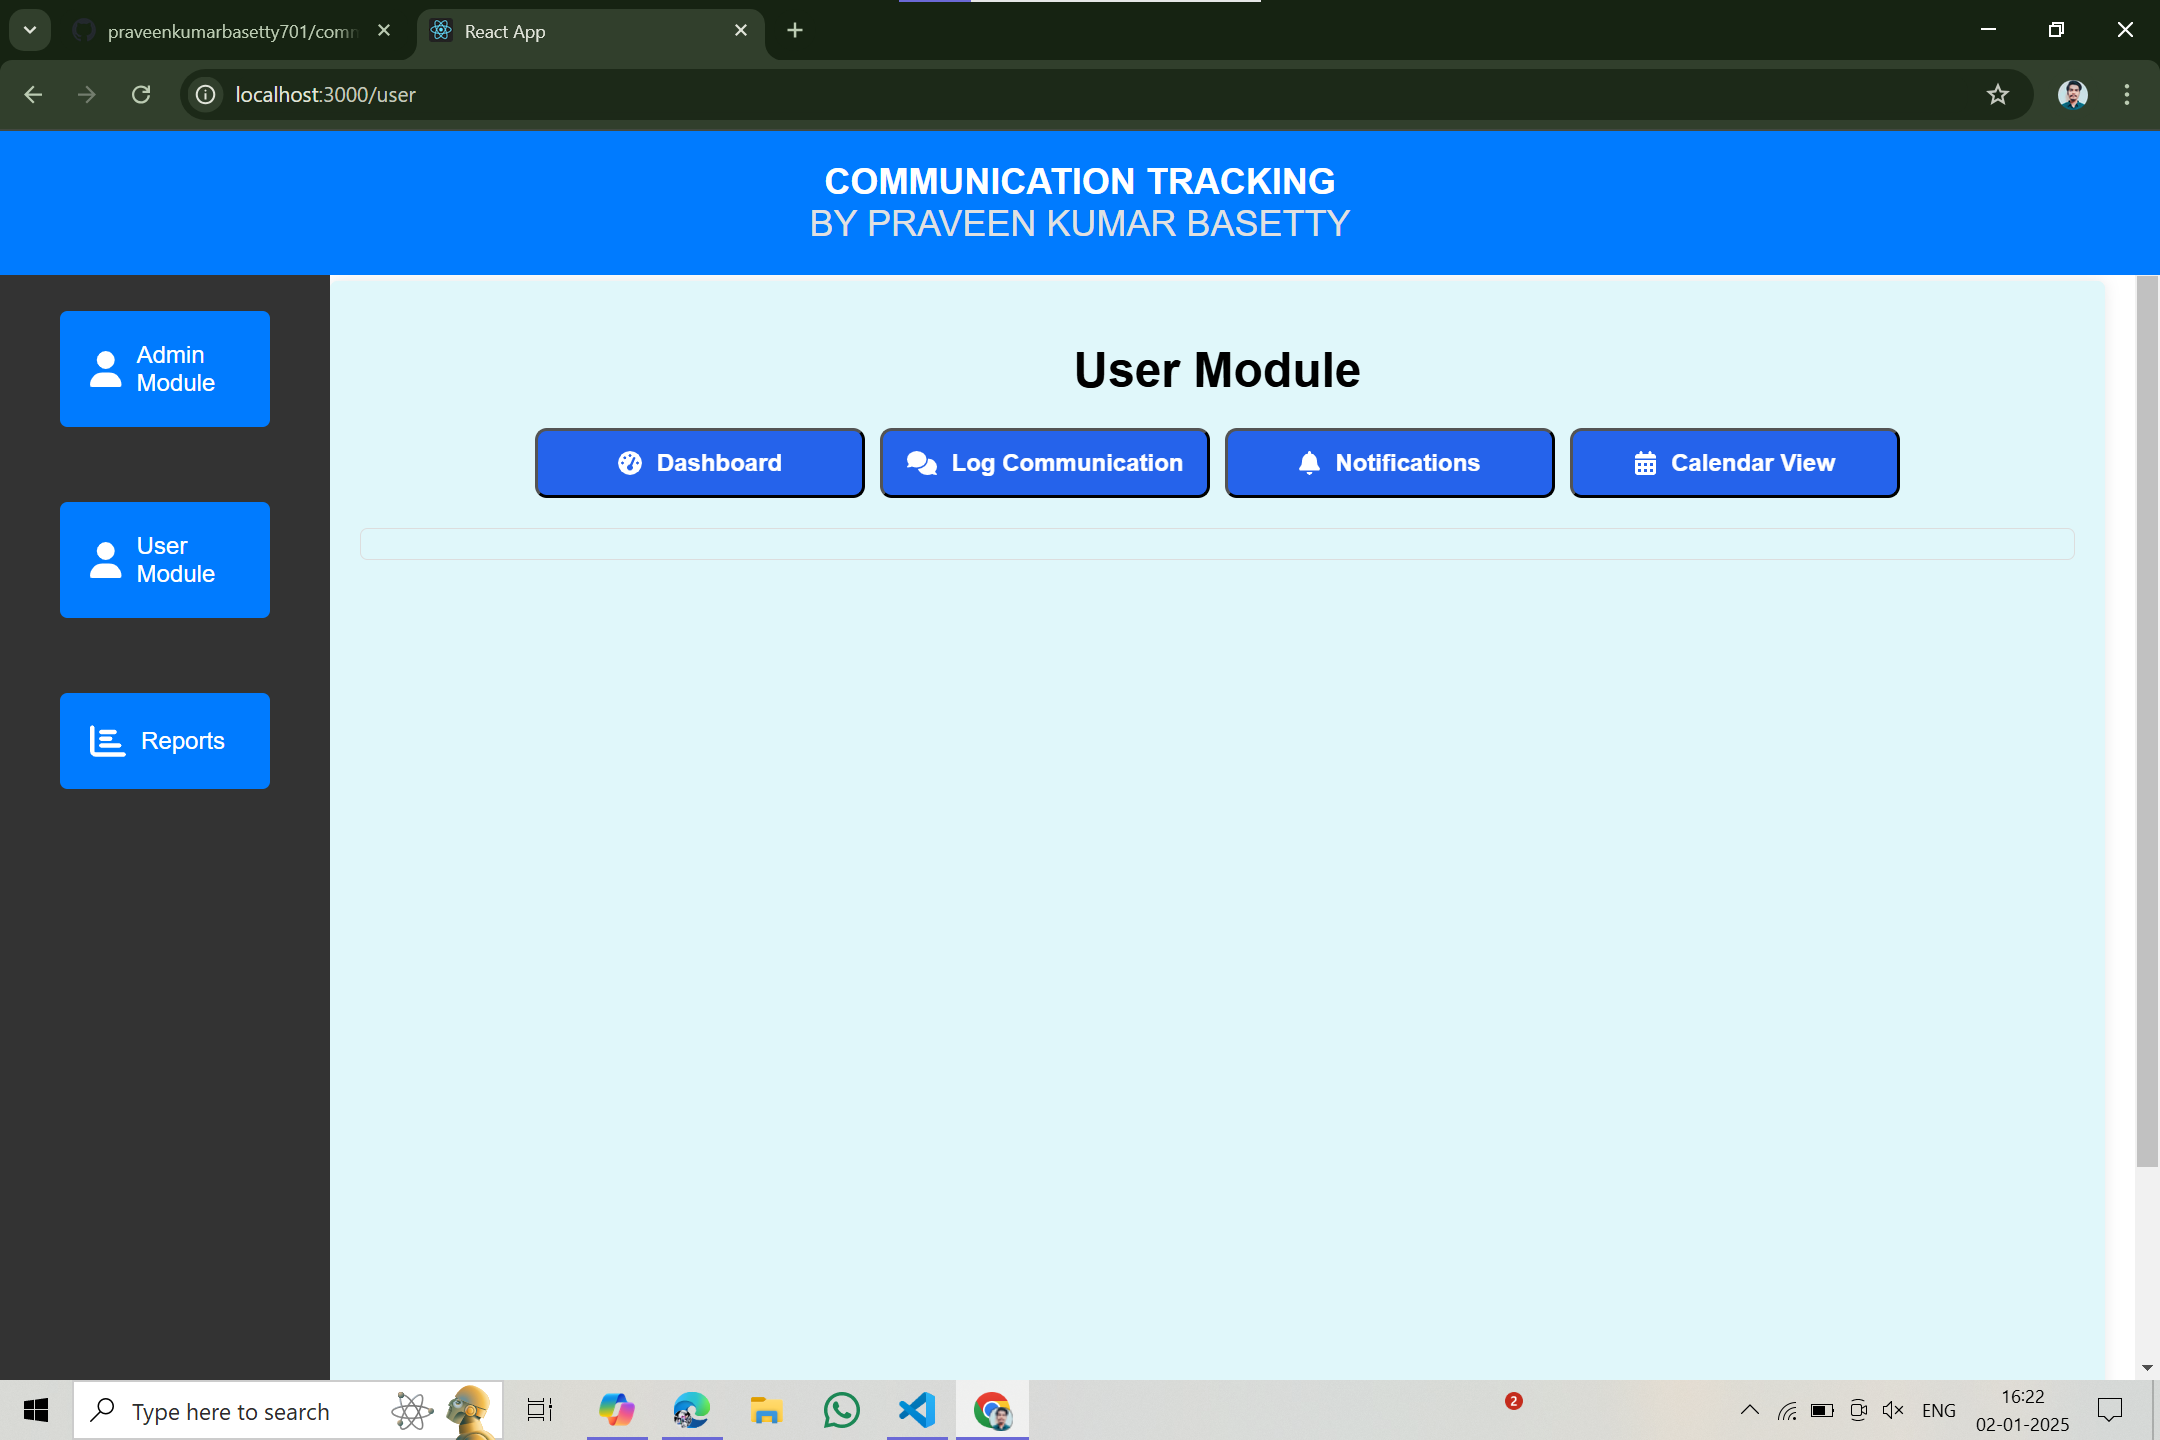 praveenkumarbasetty701/comm
React App
localhost:3000/user
COMMUNICATION TRACKING
BY PRAVEEN KUMAR BASETTY
Admin
Module
User
Module
Reports
User Module
Dashboard
Log Communication
Notifications
Calendar View
Type here to search
2
ENG
16:22
02-01-2025